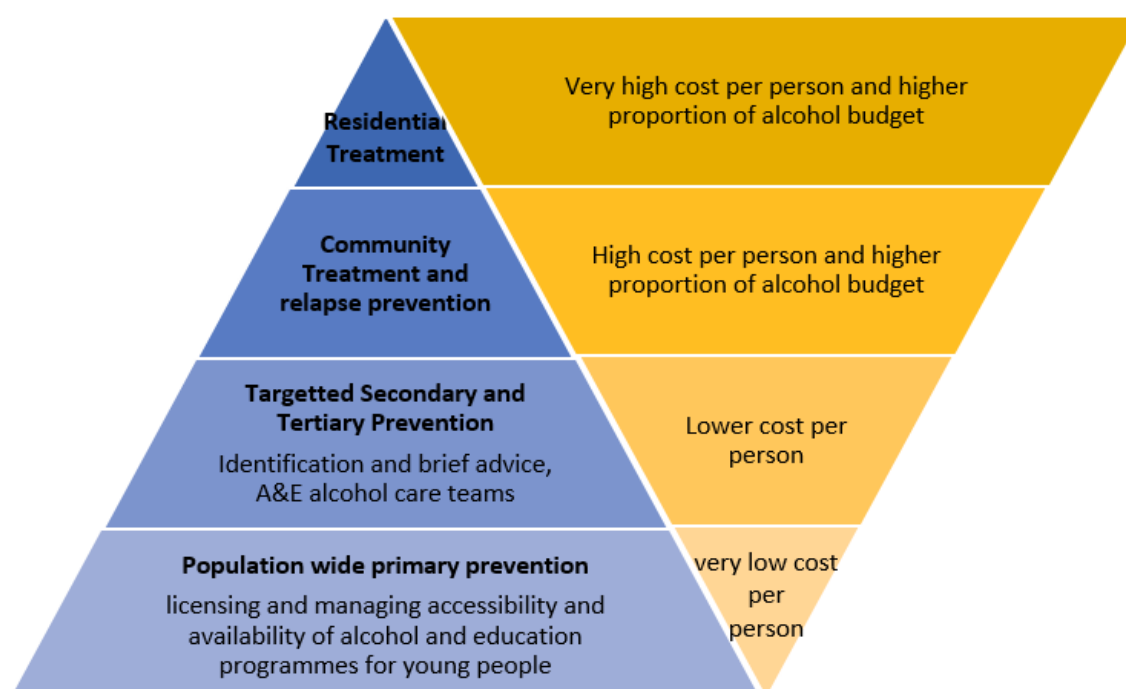 Residential
Treatment
Very high cost per person and higher
proportion of alcohol budget
Community
Treatment and
relapse prevention
High cost per person and higher
proportion of alcohol budget
Targetted Secondary and
Tertiary Prevention
Identification and brief advice,
A&E alcohol care teams
Lower cost per
person
Population wide primary prevention
licensing and managing accessibility and
availability of alcohol and education
programmes for young people
very low cost
per
person